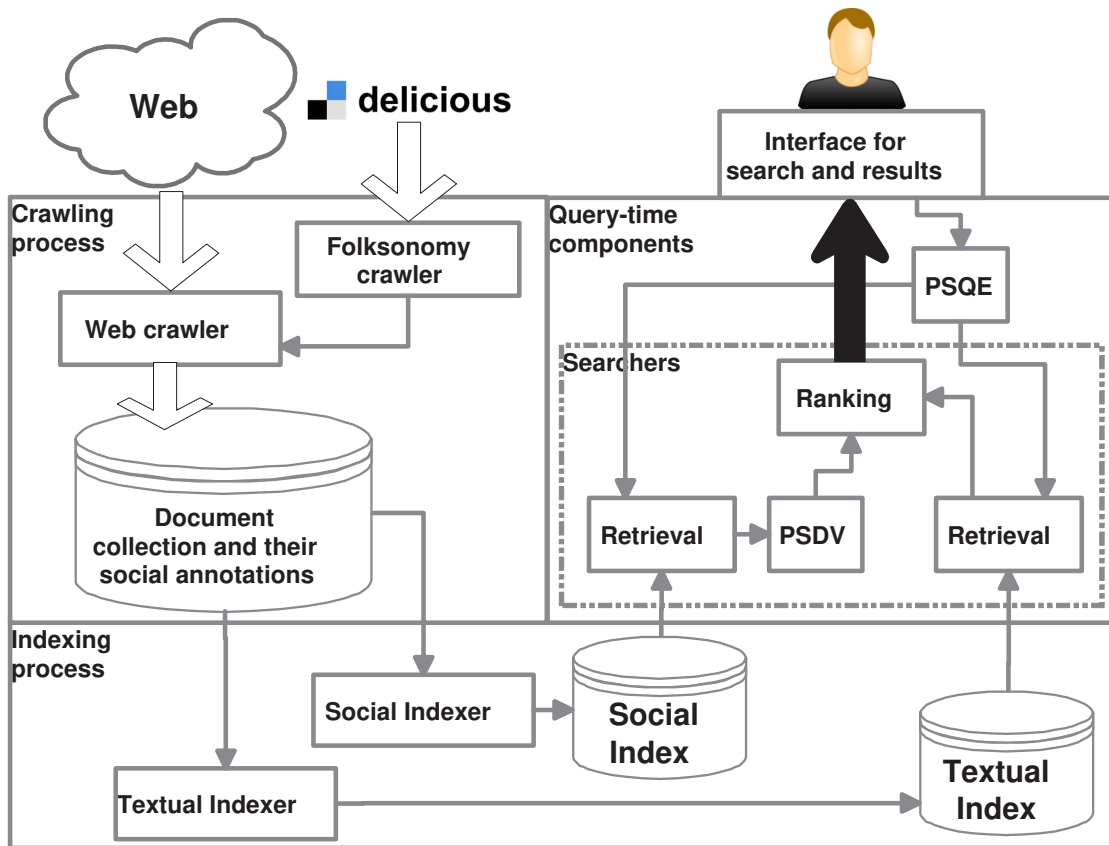 Web
delicious
Interface for
search and results
Crawling
process
Folksonomy
crawler
Web crawler
Document
collection and their
social annotations
Query-time
components
PSQE
Searchers
Ranking
Retrieval
PSDV
Retrieval
Indexing
process
Social Indexer
Social
Index
Textual Indexer
Textual
Index